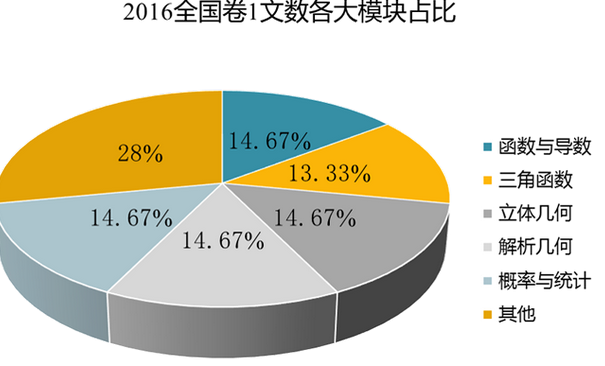 2016全国卷1文数各大模块占比
14.67%
28%
13.33%
14.67%
14.67%
14.67%
函数与导数
三角函数
立体几何
解析几何
概率与统计
其他